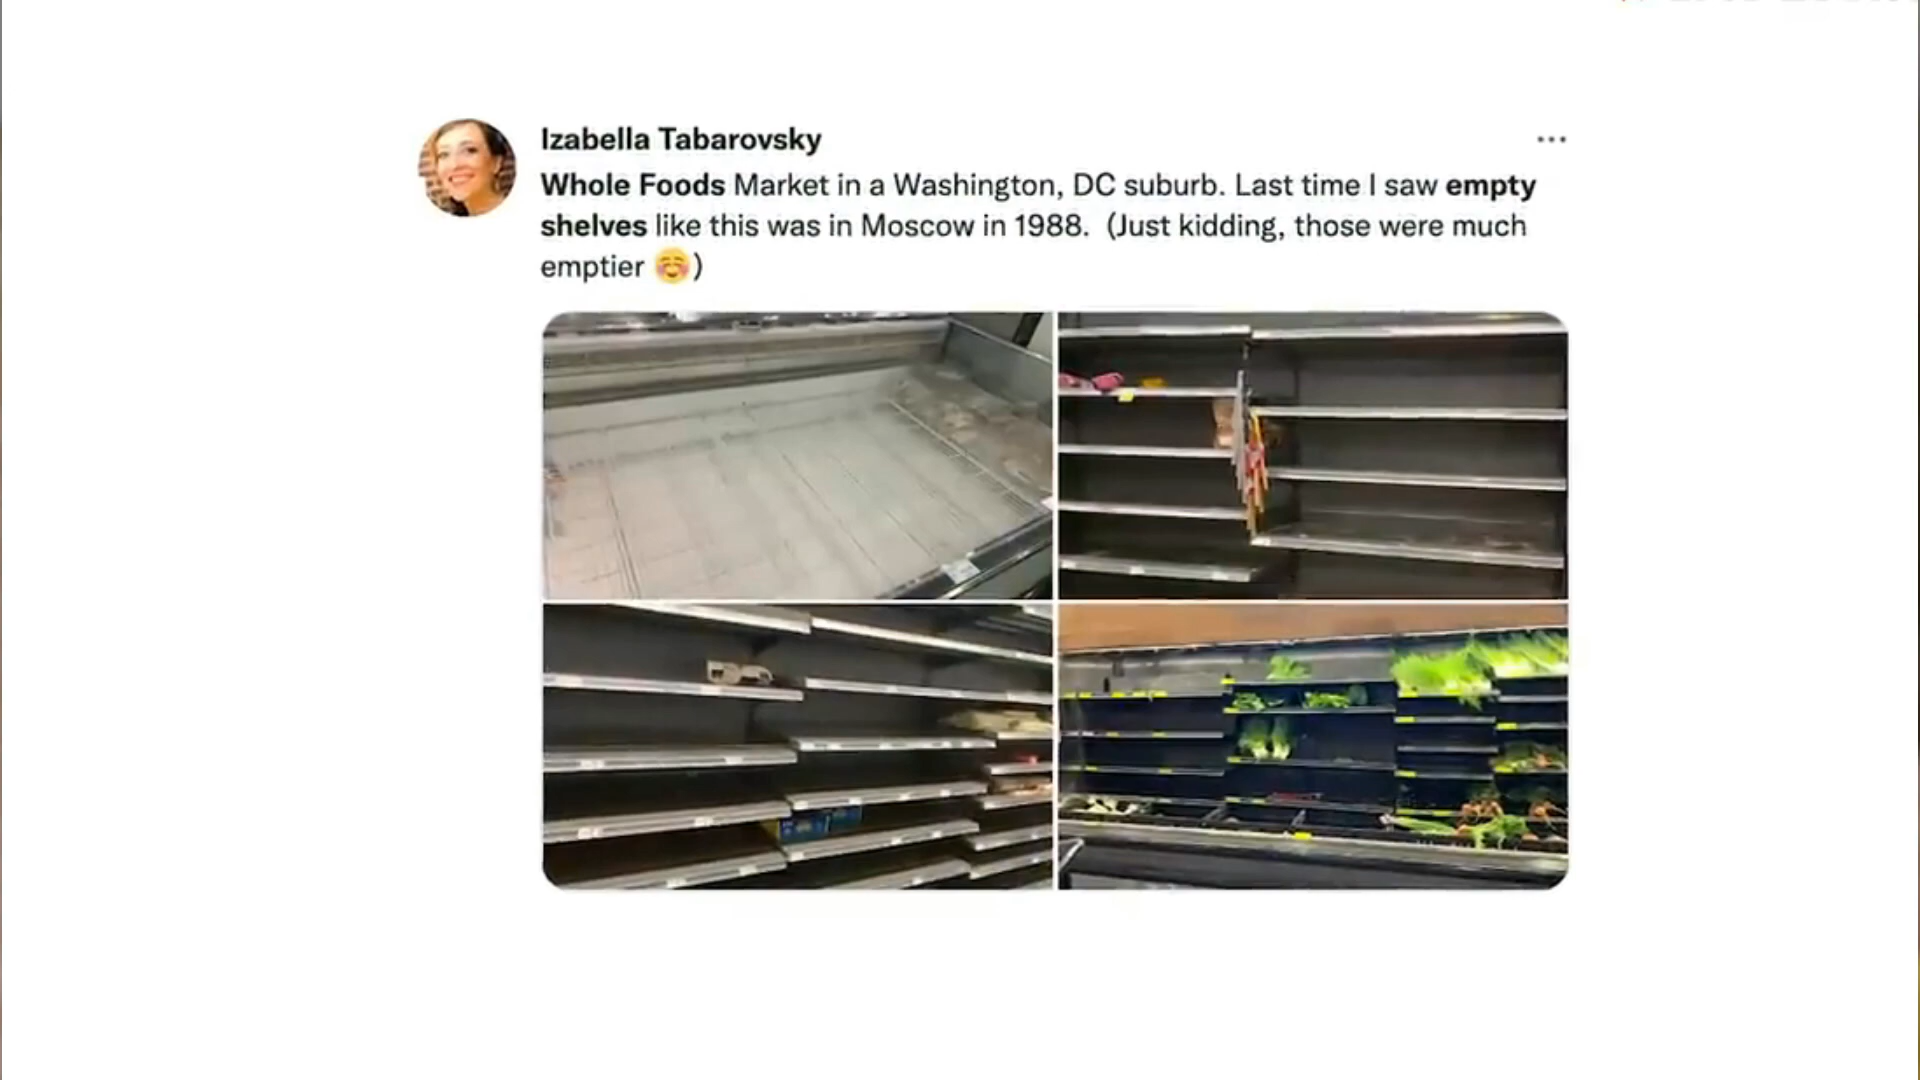 Izabella Tabarovsky
Whole Foods Market in a Washington, DC suburb. Last time I saw empty
shelves like this was in Moscow in 1988.  (Just kidding, those were much
emptier ☺️)